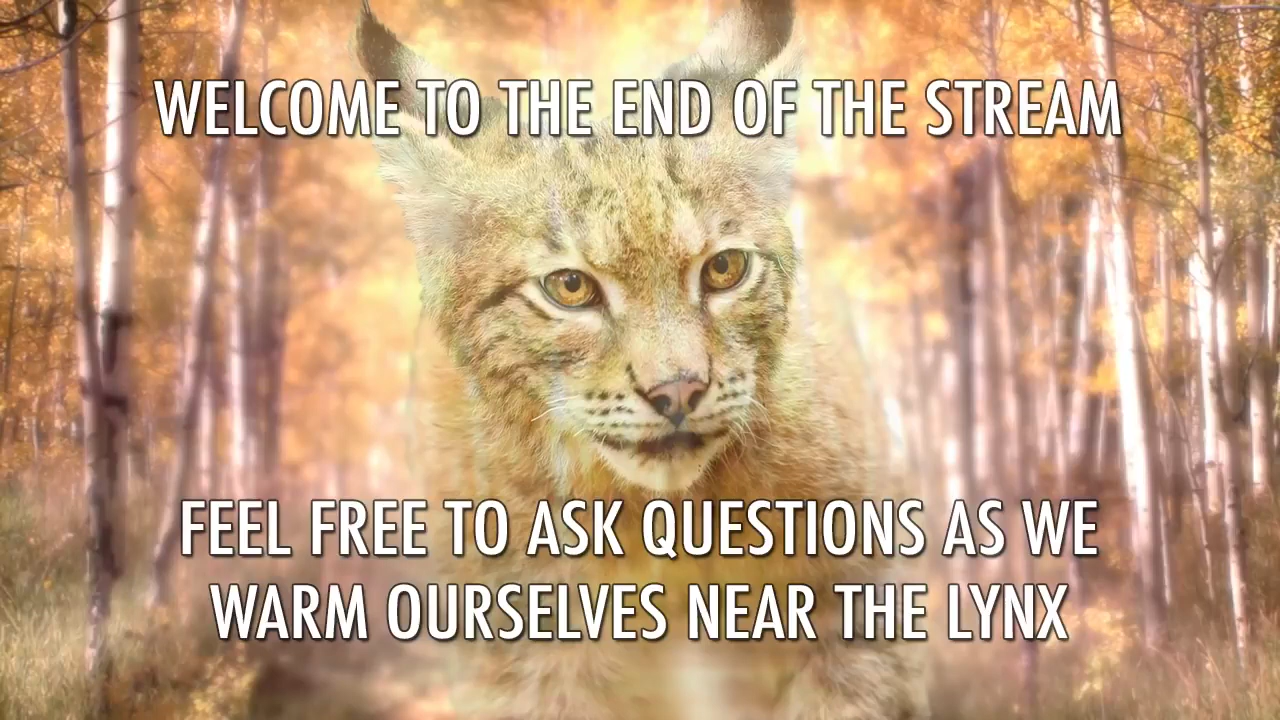 WELCOME TO THE END OF THE STREAM
FEEL FREE TO ASK QUESTIONS AS WE
WARM OURSELVES NEAR THE LYNX